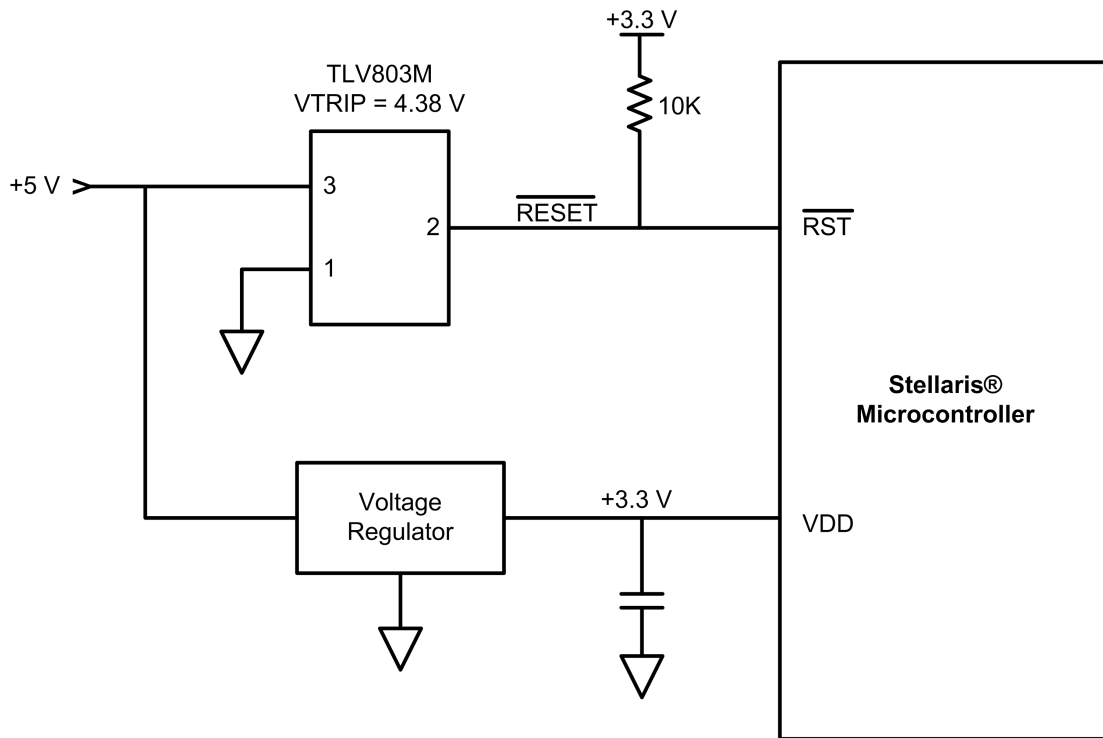 +3.3 V
TLV803M
VTRIP = 4.38 V
10K
+5 V
3
RESET
2
RST
1
Stellaris®
Microcontroller
Voltage
Regulator
+3.3 V
VDD